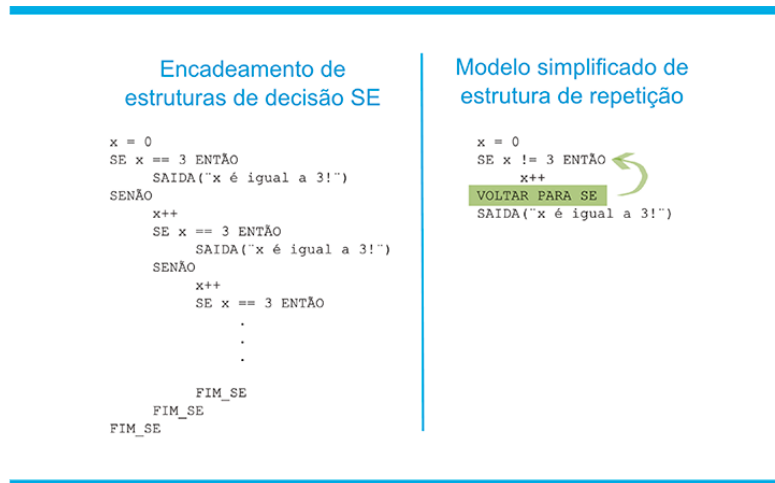 Encadeamento de
estruturas de decisão SE
x = 0
SE x == 3 ENTÃO
SAIDA(¨x é igual a 3!¨)
SENÃO
x++
SE x == 3 ENTÃO
SAIDA(¨x é igual a 3!¨)
SENÃO
x++
SE x == 3 ENTÃO
.
.
.
FIM_SE
FIM_SE
FIM_SE
Modelo simplificado de
estrutura de repetição
x = 0
SE x != 3 ENTÃO
x++
VOLTAR PARA SE
SAIDA(¨x é igual a 3!¨)